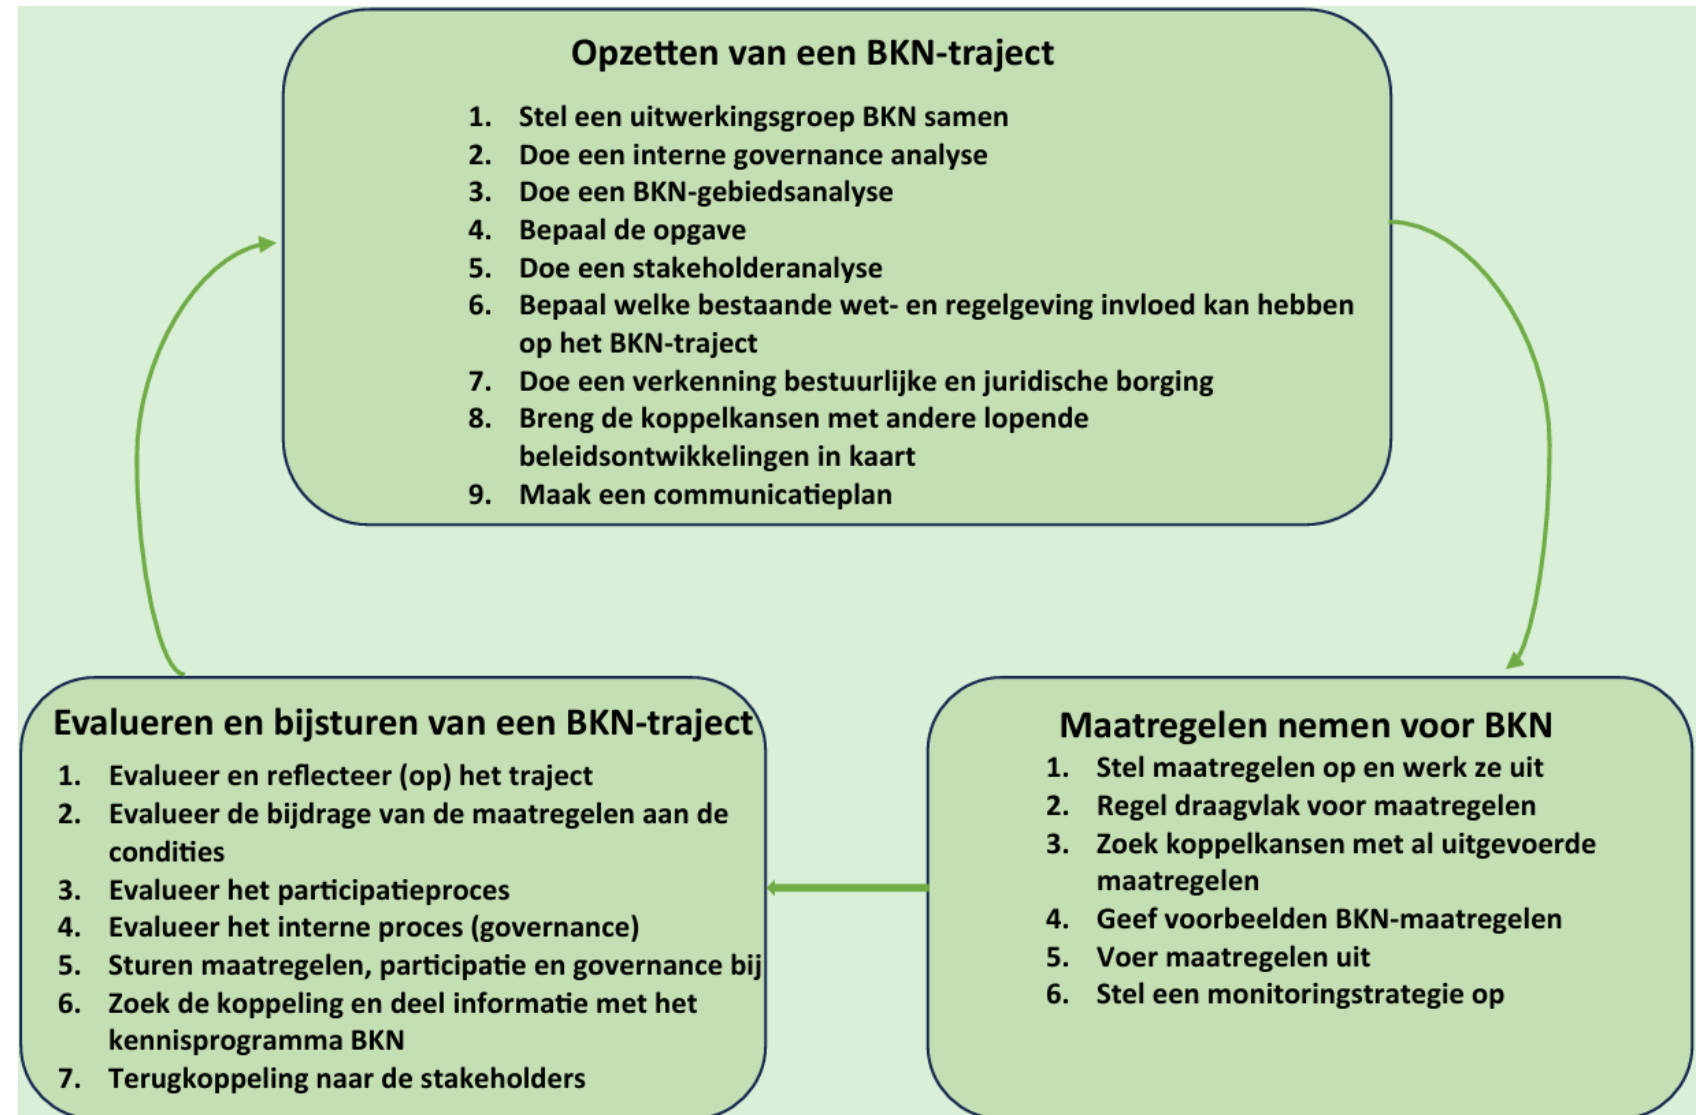 Opzetten van een BKN-traject
1. Stel een uitwerkingsgroep BKN samen
2. Doe een interne governance analyse
3. Doe een BKN-gebiedsanalyse
4. Bepaal de opgave
5. Doe een stakeholderanalyse
6. Bepaal welke bestaande wet- en regelgeving invloed kan hebben
op het BKN-traject
7. Doe een verkenning bestuurlijke en juridische borging
8. Breng de koppelkansen met andere lopende
beleidsontwikkelingen in kaart
9. Maak een communicatieplan
Maatregelen nemen voor BKN
1. Stel maatregelen op en werk ze uit
2. Regel draagvlak voor maatregelen
3. Zoek koppelkansen met al uitgevoerde
maatregelen
4. Geef voorbeelden BKN-maatregelen
5. Voer maatregelen uit
6. Stel een monitoringstrategie op
Evalueren en bijsturen van een BKN-traject
1. Evalueer en reflecteer (op) het traject
2. Evalueer de bijdrage van de maatregelen aan de
condities
3. Evalueer het participatieproces
4. Evalueer het interne proces (governance)
5. Sturen maatregelen, participatie en governance bij
6. Zoek de koppeling en deel informatie met het
kennisprogramma BKN
7. Terugkoppeling naar de stakeholders